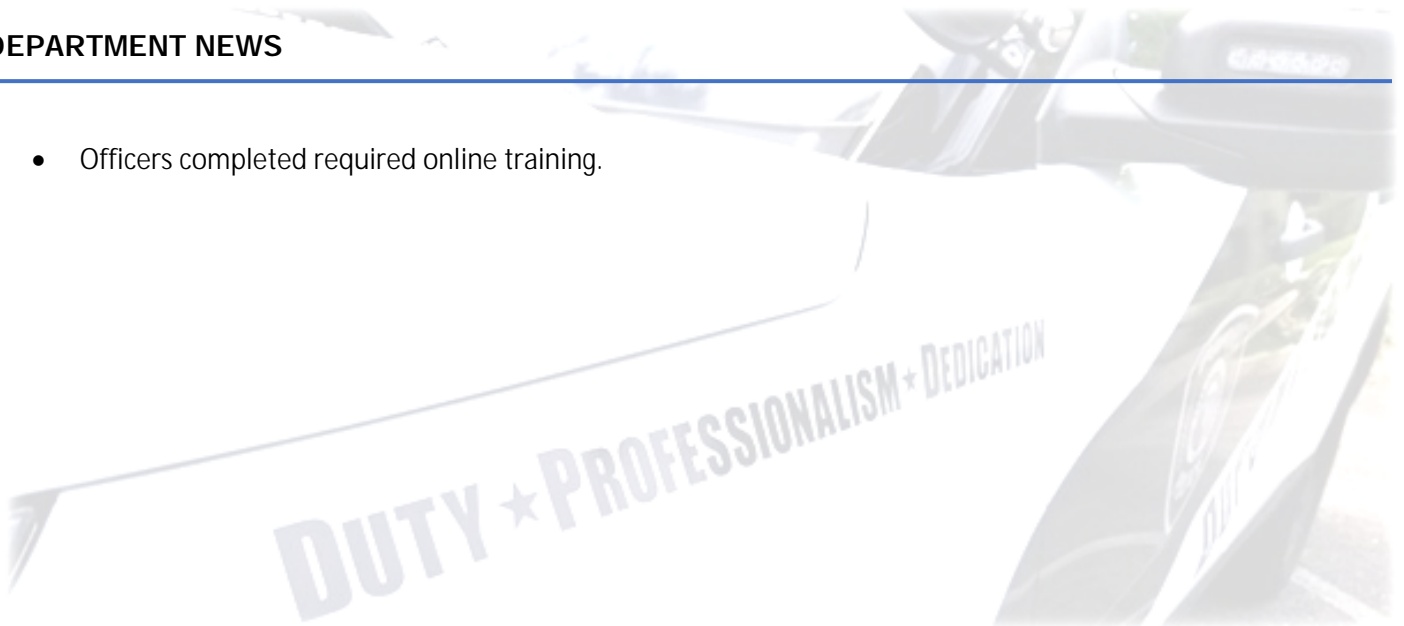 DEPARTMENT NEWS
• Officers completed required online training.
DUTY ★ PROFESSIONALISM ★ DEDICATION